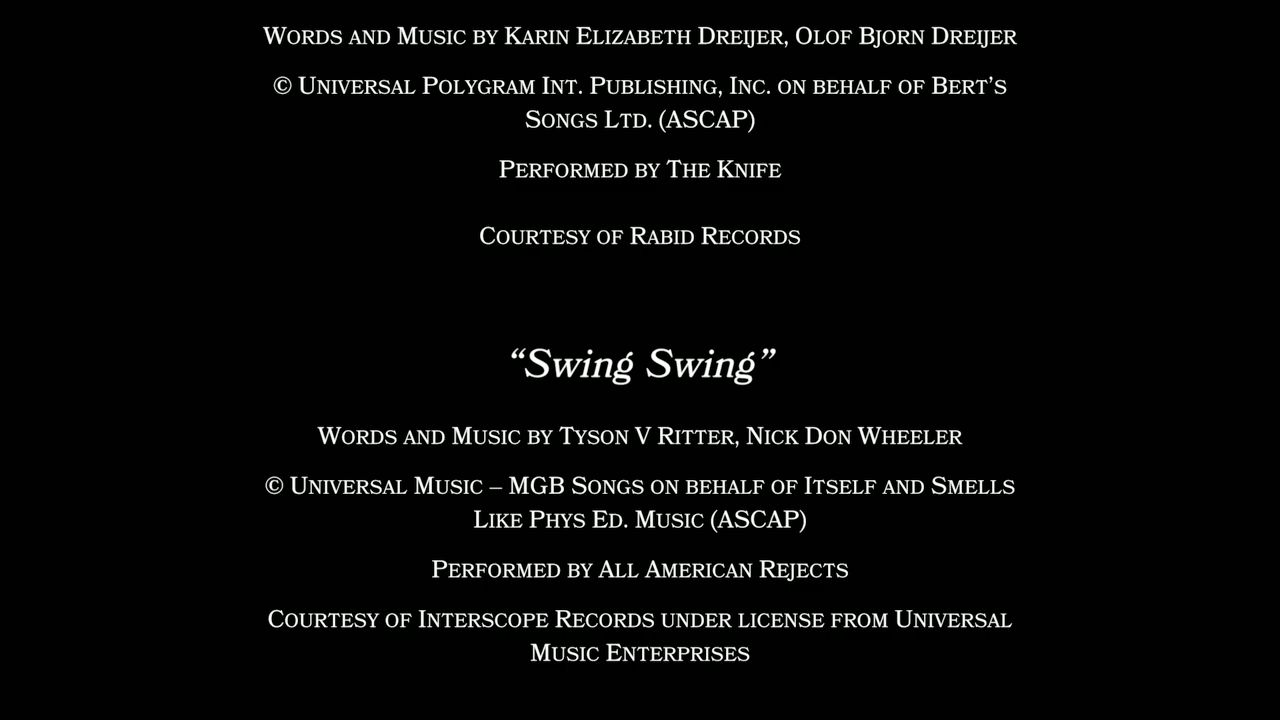 Words and Music by Karin Elizabeth Dreijer, Olof Bjorn Dreijer
© Universal Polygram Int. Publishing, Inc. on behalf of Bert’s
Songs Ltd. (ASCAP)
Performed by The Knife
Courtesy of Rabid Records
“Swing Swing”
Words and Music by Tyson V Ritter, Nick Don Wheeler
© Universal Music – MGB Songs on behalf of Itself and Smells
Like Phys Ed. Music (ASCAP)
Performed by All American Rejects
Courtesy of Interscope Records under license from Universal
Music Enterprises